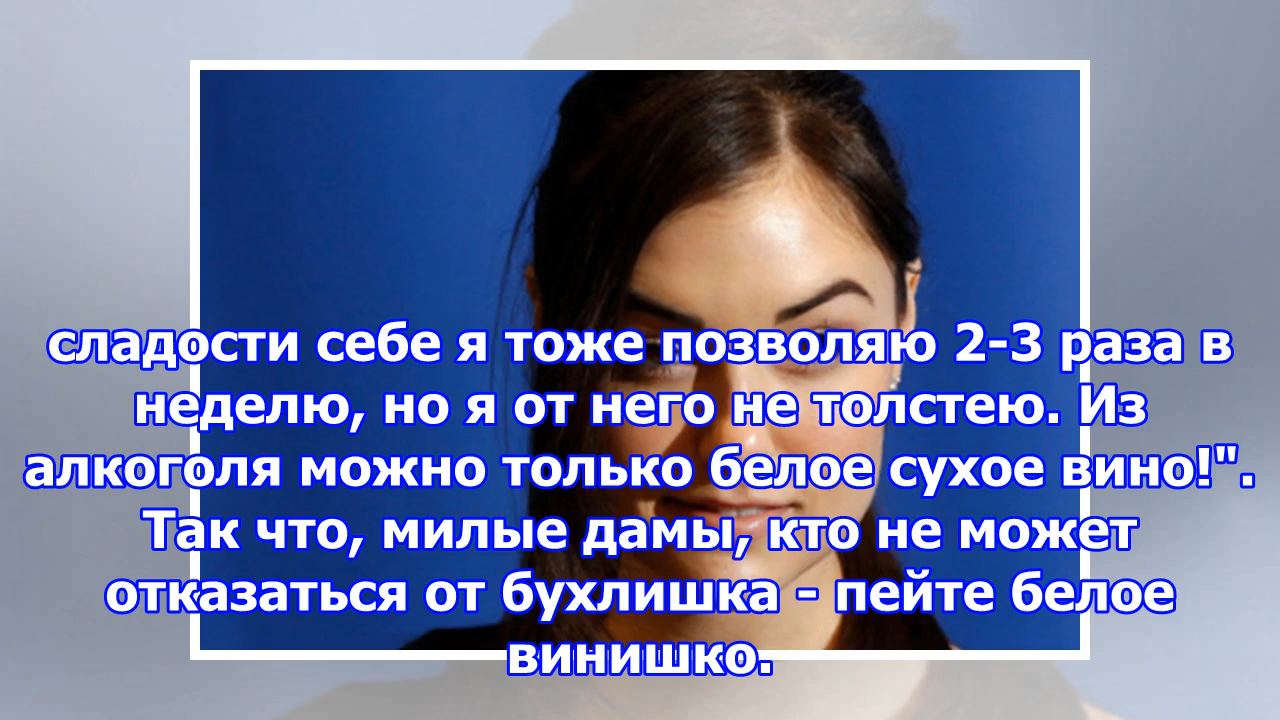 сладости себе я тоже позволяю 2-3 раза в
неделю, но я от него не толстею. Из
алкоголя можно только белое сухое вино!".
Так что, милые дамы, кто не может
отказаться от бухлишка - пейте белое
винишко.